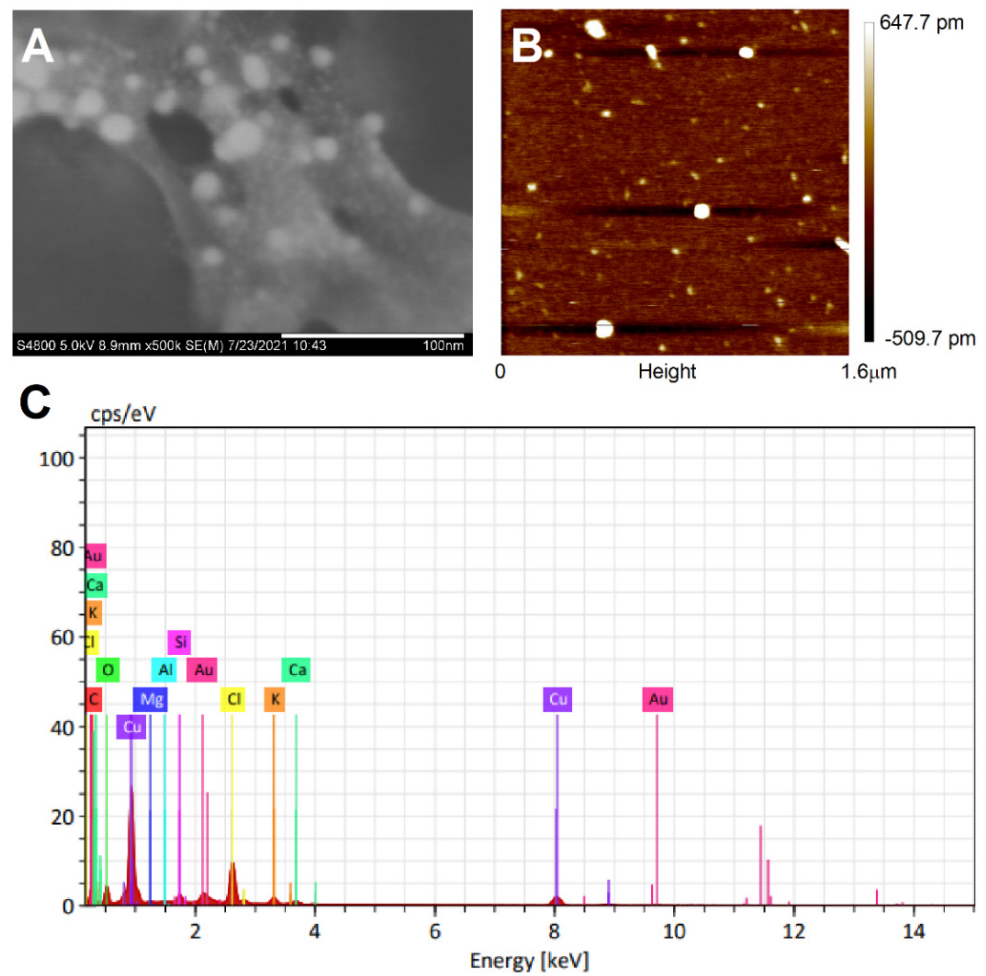 A
S4800 5.0kV 8.9mm x500k SE(M) 7/23/2021 10:43
100nm
B
647.7 pm
-509.7 pm
0
Height
1.6μm
C
cps/eV
100
80
60
40
20
0
Au
Ca
K
Cl
C
O
Cu
Mg
Al
Si
Au
Cl
K
Ca
Cu
Au
2
4
6
8
10
12
14
Energy [keV]